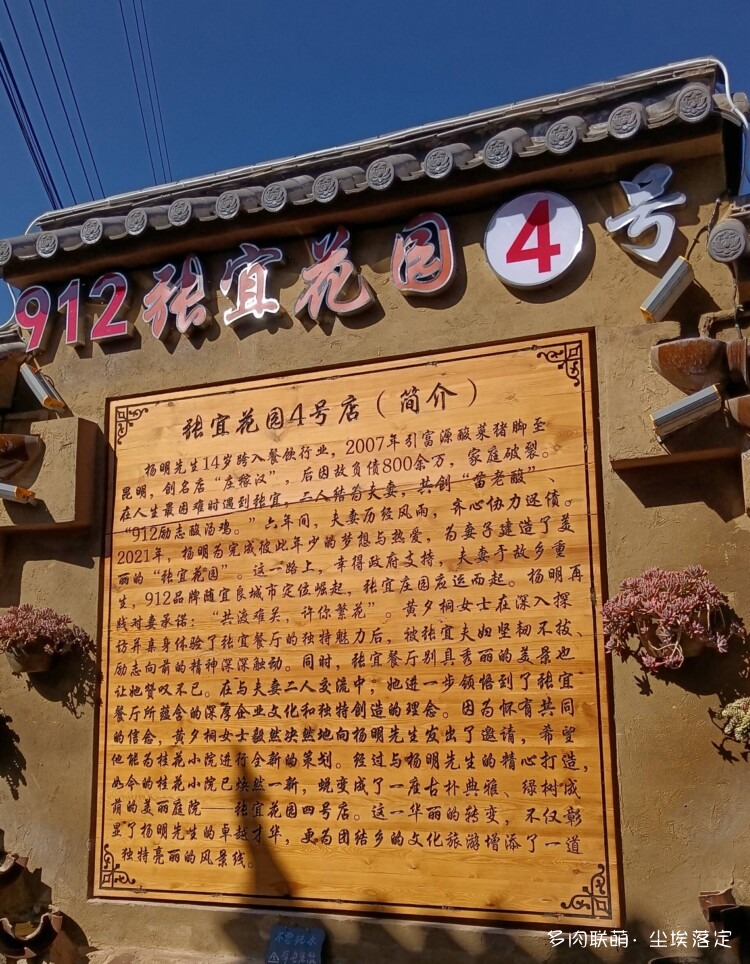 912张宜花园4号
张宜花园4号店（简介）
杨明先生14岁跨入餐饮行业，2007年引富源酸菜猪脚至
昆明，创名店“庄稼汉”，后因故负债800余万，家庭破裂。
在人生最困难时遇到张宜，二人结为夫妻，共创“苗老酸”、
“912励志酸汤鸡。”六年间，夫妻历经风雨，齐心协力还债。
2021年，杨明为完成彼此年少的梦想与热爱，为妻子建造了美
丽的“张宜花园”。这一路上，幸得政府支持，夫妻于故乡重
生，912品牌随宜良城市定位崛起，张宜庄园店运而起。杨明再
线对妻承诺：“共渡难关，许你繁花”。黄夕桐女士在深入探
访并亲身体验了张宜餐厅的独特魅力后，被张宜夫妇坚韧不拔、
励志向前的精神深深触动。同时，张宜餐厅别具秀丽的美景也
让她赞叹不已。在与夫妻二人交流中，她进一步领悟到了张宜
餐厅所蕴含的深厚企业文化和独特创造的理念。因为怀有共同
的信念，黄夕桐女士毅然决然地向杨明先生发出了邀请，希望
他能为桂花小院进行全新的策划。经过与杨明先生的精心打造，
如今的桂花小院已焕然一新，蜕变成了一座古朴典雅、绿树成
荫的美丽庭院——张宜花园四号店。这一华丽的转变，不仅彰
显了杨明先生的卓越才华，更为团结乡的文化旅游增添了一道
独特亮丽的风景线。
多肉联萌·尘埃落定